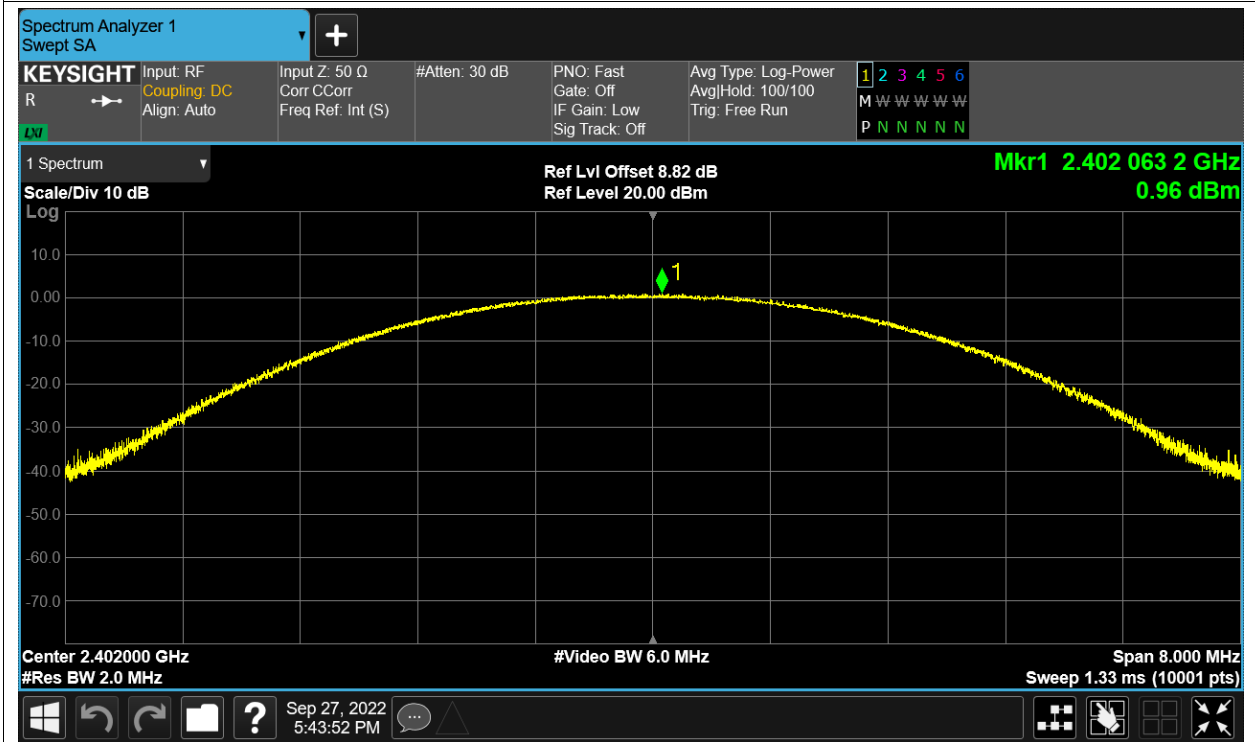 Spectrum Analyzer 1
Swept SA
+
KEYSIGHT
R
LXI
Input: RF
Coupling: DC
Align: Auto
Input Z: 50 Ω
Corr CCorr
Freq Ref: Int (S)
#Atten: 30 dB
PNO: Fast
Gate: Off
IF Gain: Low
Sig Track: Off
Avg Type: Log-Power
Avg|Hold: 100/100
Trig: Free Run
1 2 3 4 5 6
M W W W W W
P N N N N N
1 Spectrum
Scale/Div 10 dB
Log
Ref Lvl Offset 8.82 dB
Ref Level 20.00 dBm
Mkr1 2.402 063 2 GHz
0.96 dBm
1
10.0
0.00
-10.0
-20.0
-30.0
-40.0
-50.0
-60.0
-70.0
Center 2.402000 GHz
#Res BW 2.0 MHz
#Video BW 6.0 MHz
Span 8.000 MHz
Sweep 1.33 ms (10001 pts)
?
Sep 27, 2022
5:43:52 PM